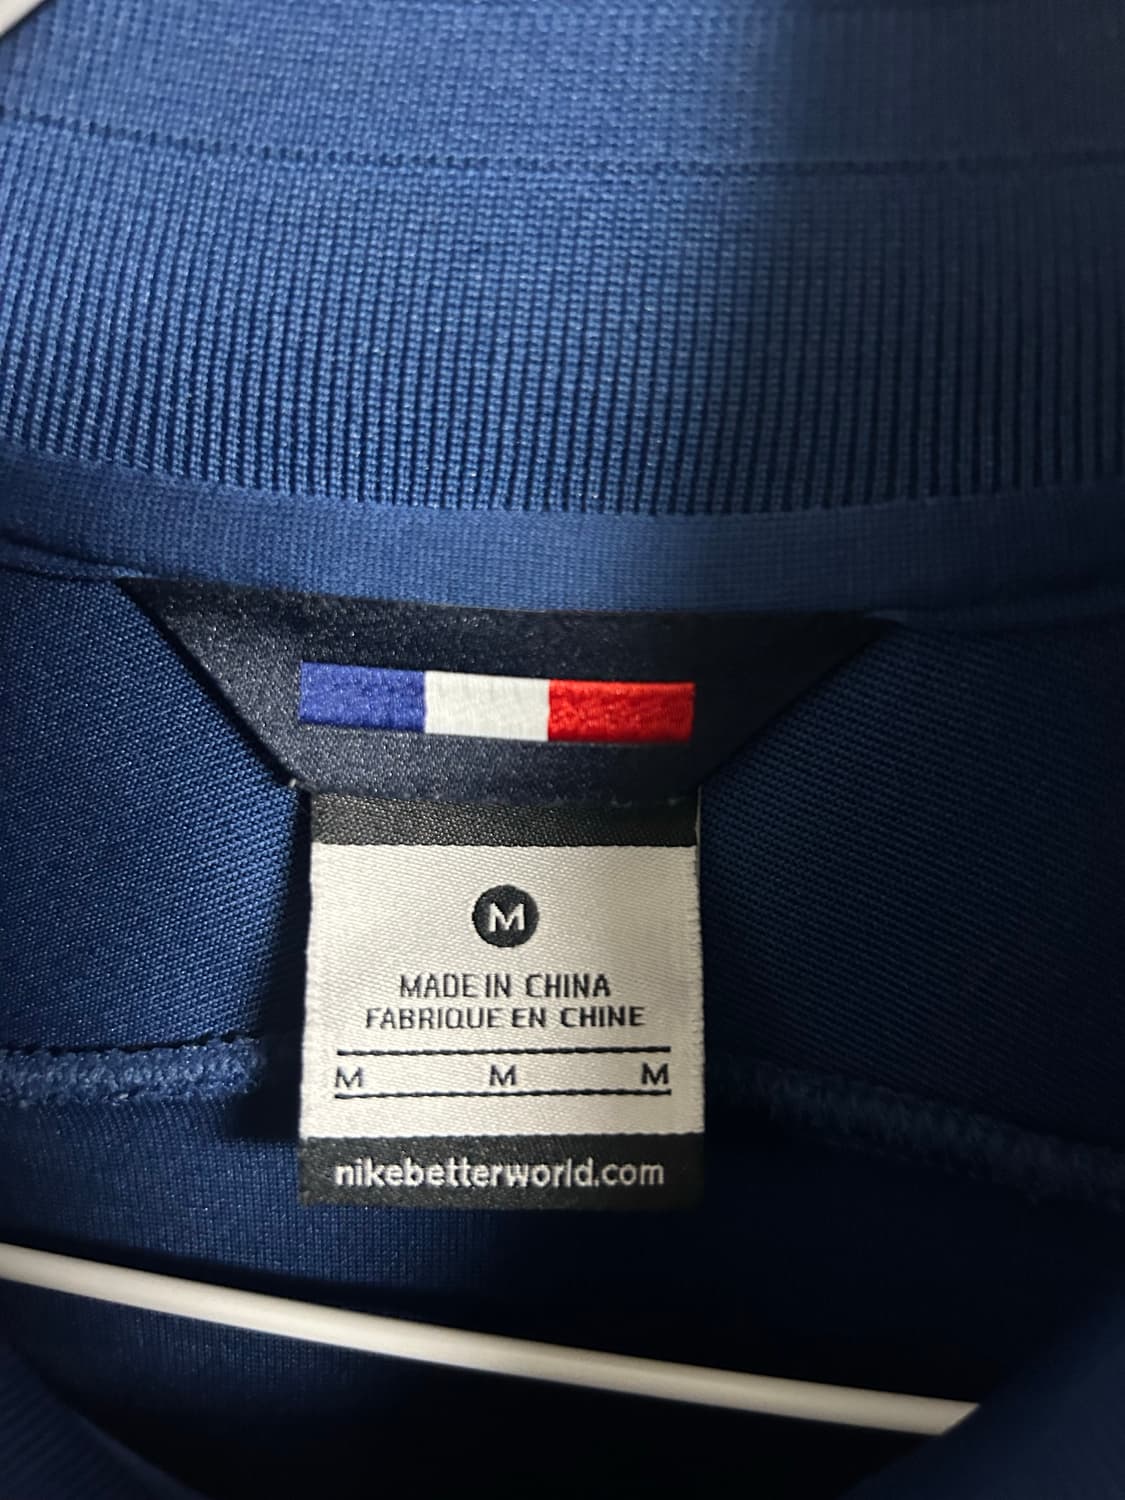 M
MADE IN CHINA
FABRIQUE EN CHINE
M M M
nikebetterworld.com